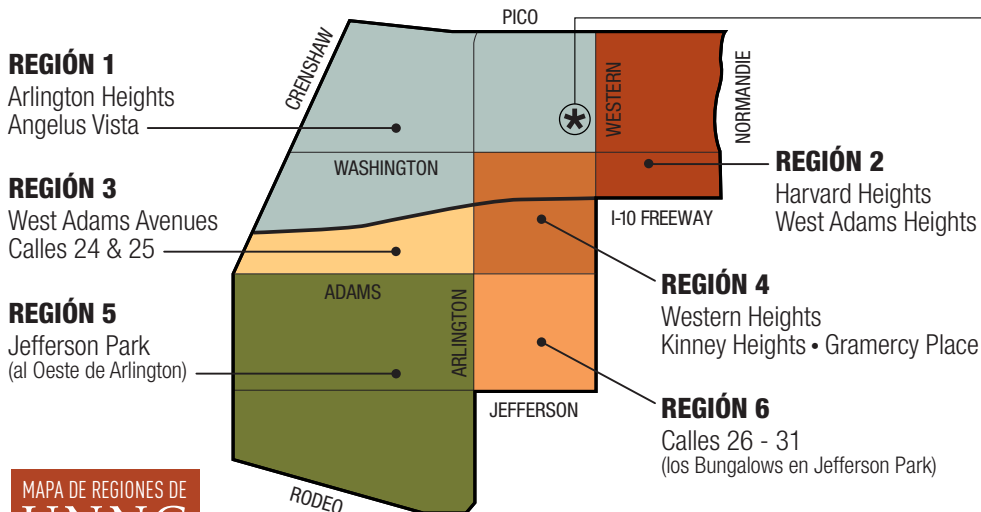 PICO
CRENSHAW
WESTERN
NORMANDIE
REGIÓN 1
Arlington Heights
Angelus Vista
*
WASHINGTON
REGIÓN 2
Harvard Heights
West Adams Heights
REGIÓN 3
West Adams Avenues
Calles 24 & 25
I-10 FREEWAY
ADAMS
ARLINGTON
REGIÓN 4
Western Heights
Kinney Heights • Gramercy Place
REGIÓN 5
Jefferson Park
(al Oeste de Arlington)
JEFFERSON
REGIÓN 6
Calles 26 - 31
(los Bungalows en Jefferson Park)
RODEO
MAPA DE REGIONES DE